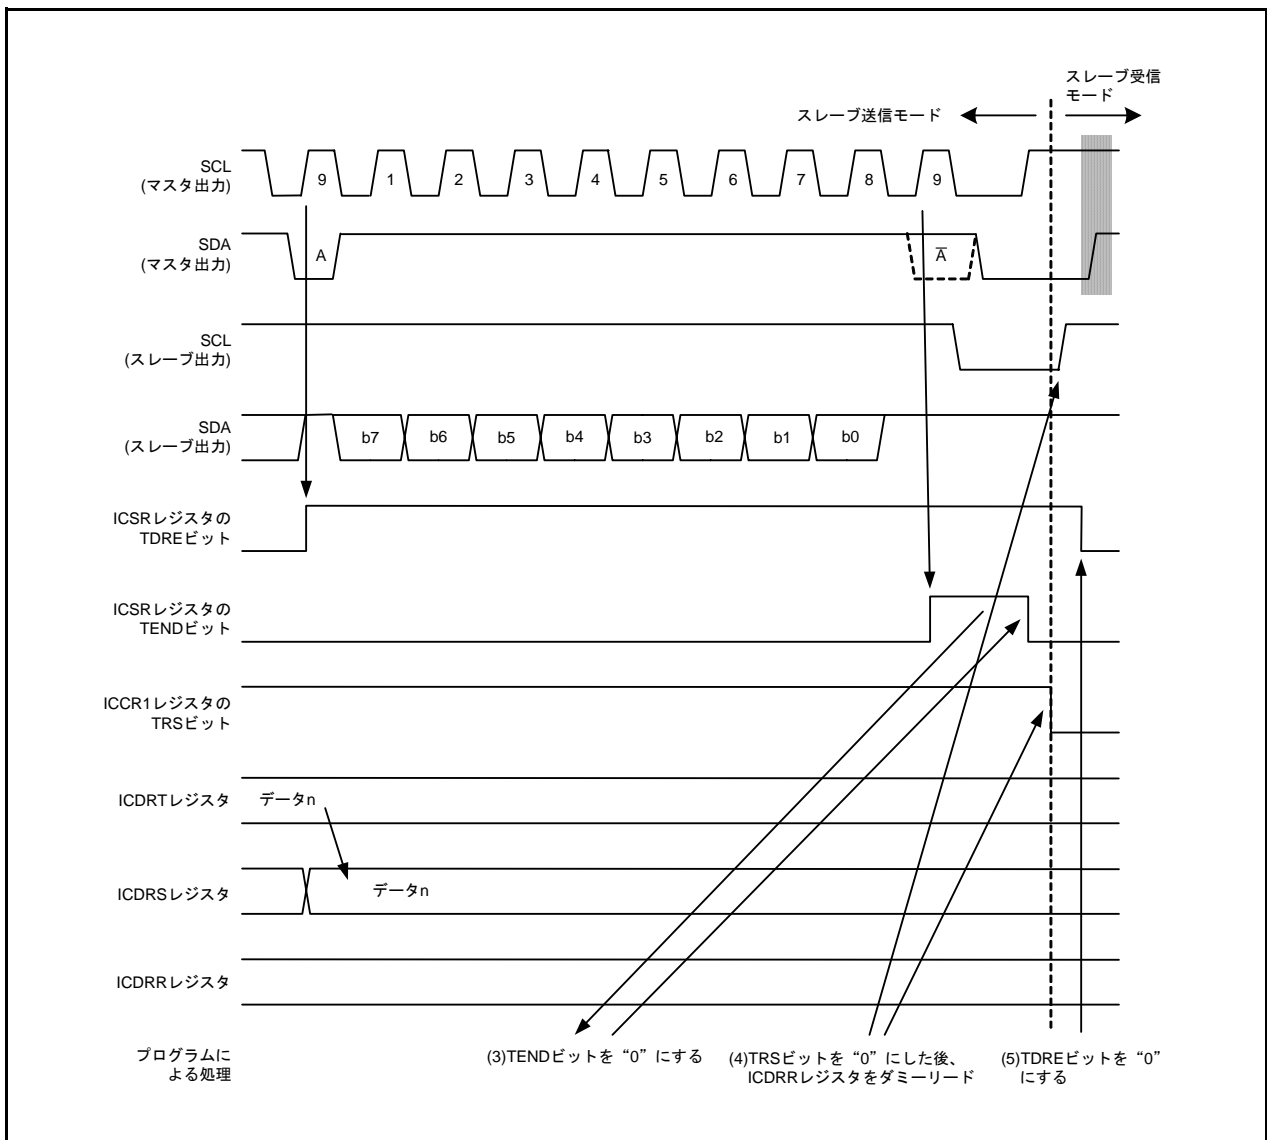 スレーブ受信
モード
スレーブ送信モード
SCL
(マスタ出力)
9 1 2 3 4 5 6 7 8 9
SDA
(マスタ出力)
A A̅
SCL
(スレーブ出力)
SDA
(スレーブ出力)
b7 b6 b5 b4 b3 b2 b1 b0
ICSRレジスタの
TDREビット
ICSRレジスタの
TENDビット
ICCR1レジスタの
TRSビット
ICDRTレジスタ データn
ICDRSレジスタ データn
ICDRRレジスタ
プログラムに
よる処理
(3)TENDビットを“0”にする
(4)TRSビットを“0”にした後、
ICDRRレジスタをダミーリード
(5)TDREビットを“0”
にする